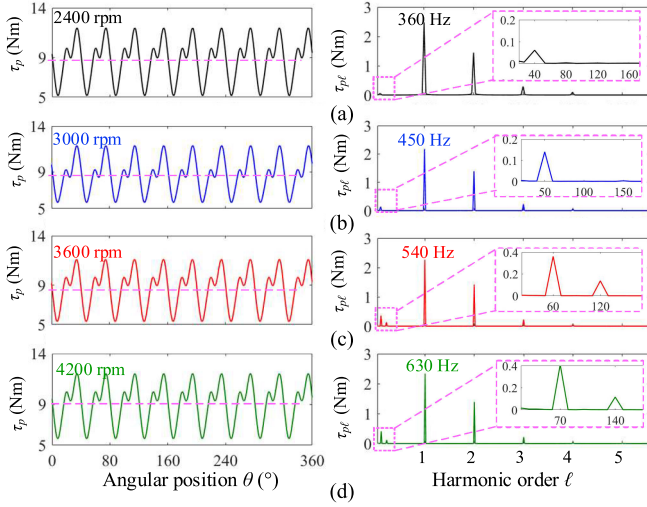 2400 rpm
τp (Nm)
14
9
5
360 Hz
τpℓ (Nm)
3
2
1
0
0.2
0.1
0
40 80 120 160
(a)
3000 rpm
τp (Nm)
14
9
5
450 Hz
τpℓ (Nm)
3
2
1
0
0.2
0.1
0
50 100 150
(b)
3600 rpm
τp (Nm)
14
9
5
540 Hz
τpℓ (Nm)
3
2
1
0
0.4
0.2
0
60 120
(c)
4200 rpm
τp (Nm)
14
9
5
0 80 160 240 360
Angular position θ (°)
630 Hz
τpℓ (Nm)
3
2
1
0
0.4
0.2
0
70 140
1 2 3 4 5
Harmonic order ℓ
(d)